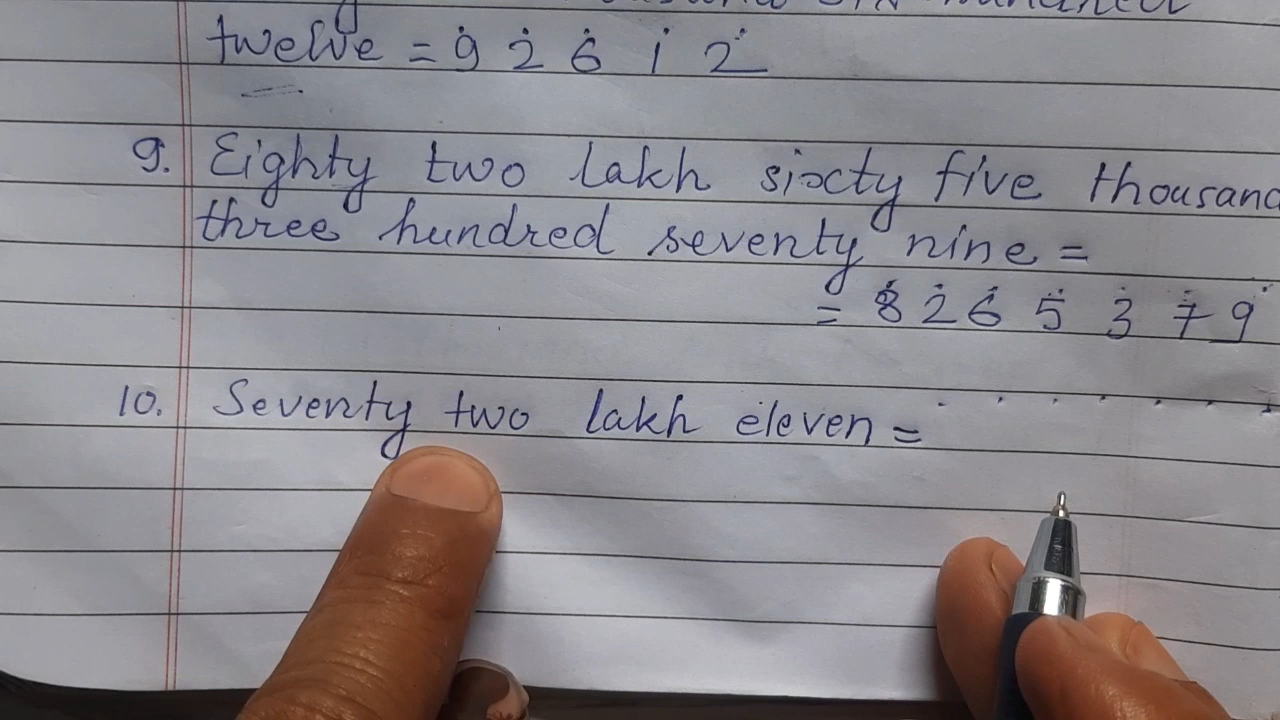 hundred
twelve = 9 2 6 1 2
9. Eighty two lakh sixty five thousand
three hundred seventy nine =
= 8 2 6 5 3 7 9
10. Seventy two lakh eleven = . . . . . . .